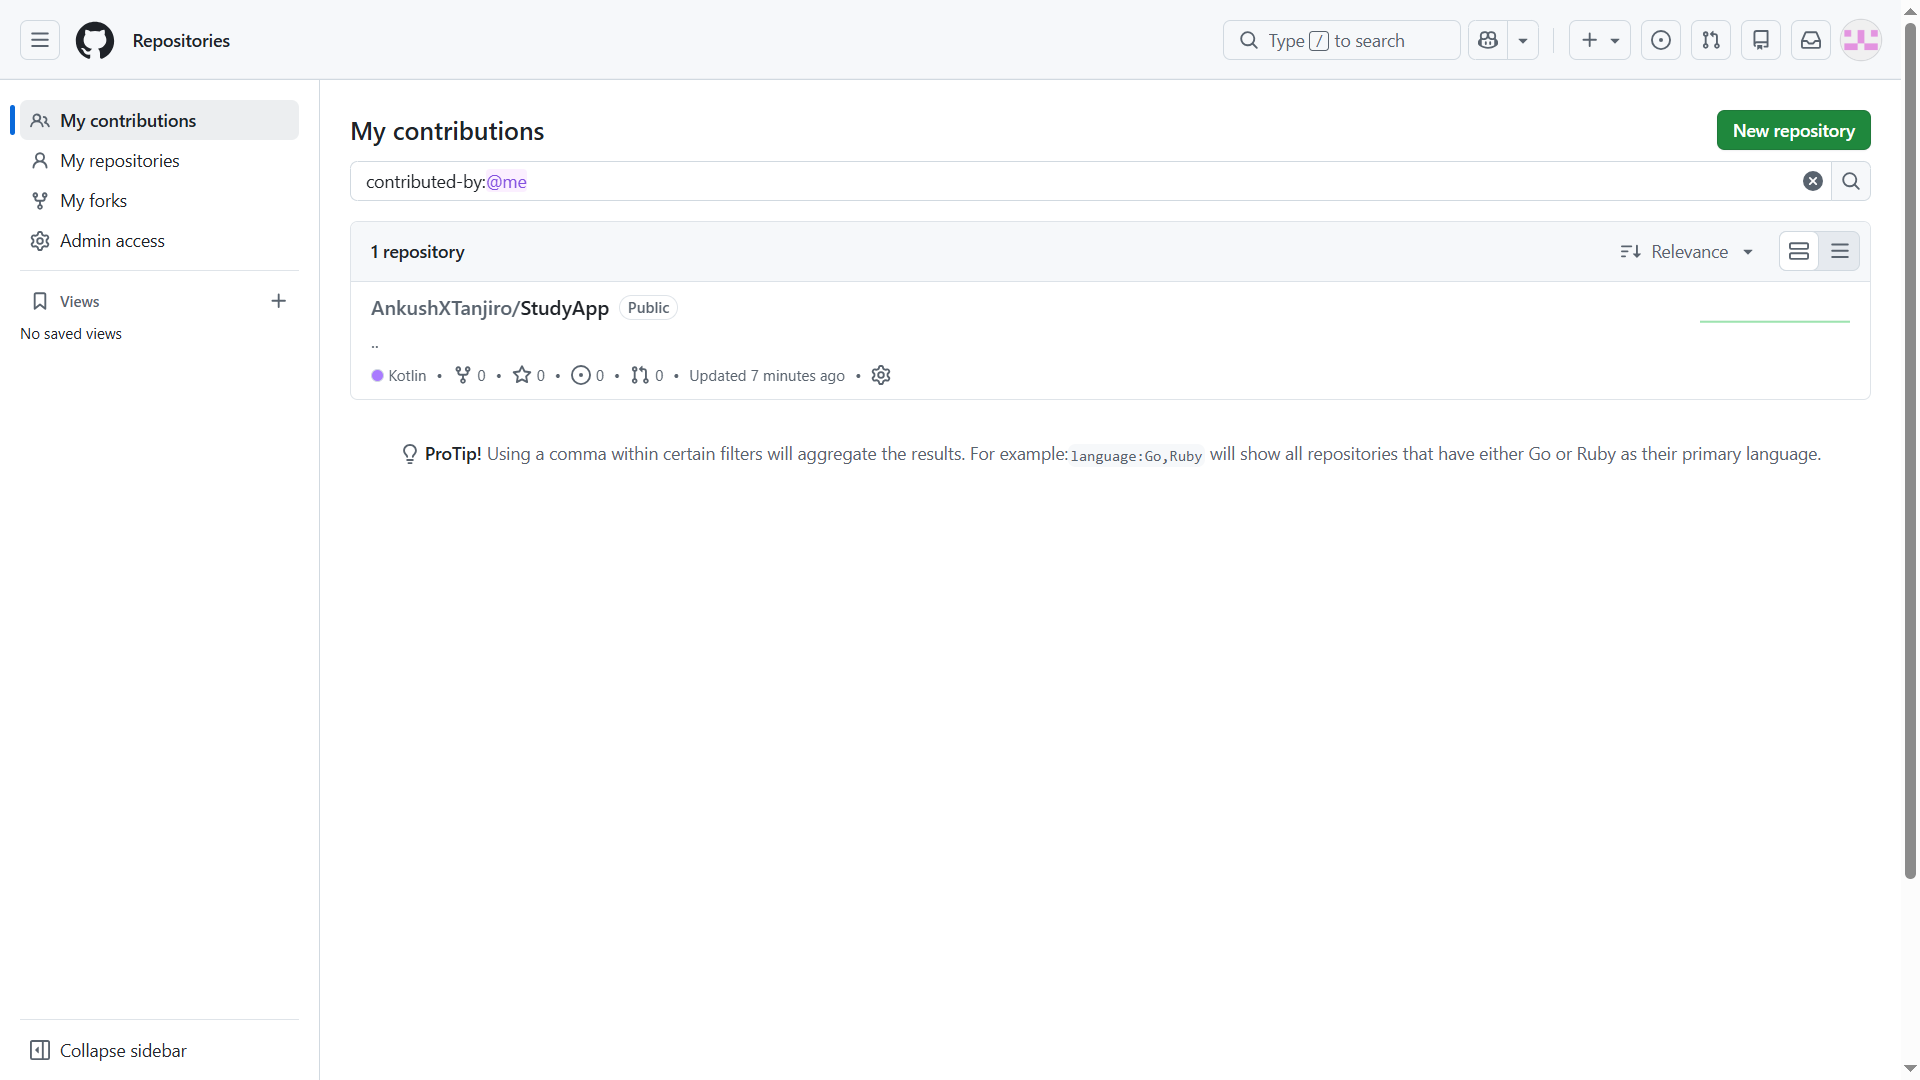 Repositories
Type / to search
My contributions
My repositories
My forks
Admin access
Views
No saved views
Collapse sidebar
My contributions
New repository
contributed-by:@me
1 repository
Relevance
AnkushXTanjiro/StudyApp Public
..
Kotlin • 0 • 0 • 0 • 0 • Updated 7 minutes ago •
ProTip! Using a comma within certain filters will aggregate the results. For example: language:Go,Ruby will show all repositories that have either Go or Ruby as their primary language.